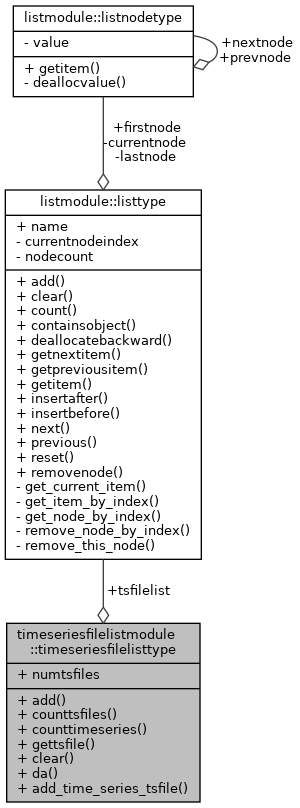 listmodule::listnodetype
- value
+ getitem()
- deallocvalue()
+nextnode
+prevnode
+firstnode
-currentnode
-lastnode
listmodule::listtype
+ name
- currentnodeindex
- nodecount
+ add()
+ clear()
+ count()
+ containsobject()
+ deallocatebackward()
+ getnextitem()
+ getpreviousitem()
+ getitem()
+ insertafter()
+ insertbefore()
+ next()
+ previous()
+ reset()
+ removenode()
- get_current_item()
- get_item_by_index()
- get_node_by_index()
- remove_node_by_index()
- remove_this_node()
+tsfilelist
timeseriesfilelistmodule
::timeseriesfilelisttype
+ numtsfiles
+ add()
+ counttsfiles()
+ counttimeseries()
+ gettsfile()
+ clear()
+ da()
+ add_time_series_tsfile()